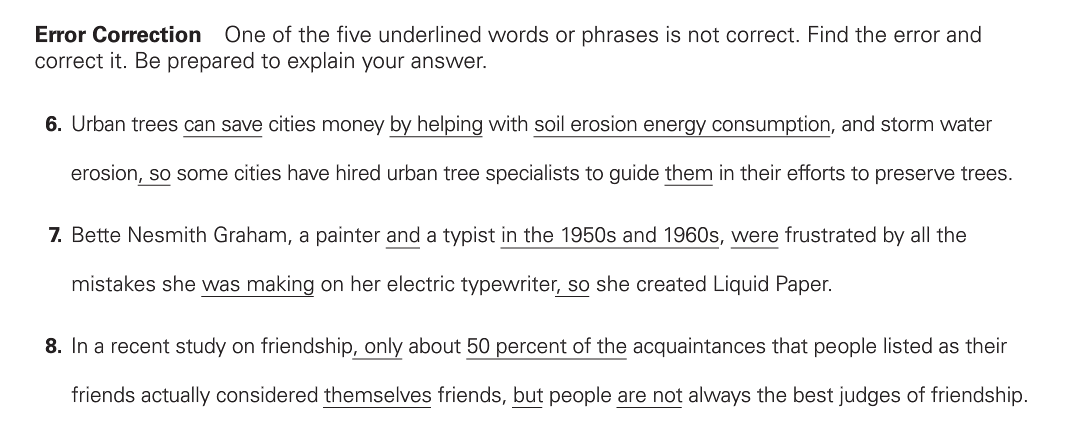 Error Correction One of the five underlined words or phrases is not correct. Find the error and
correct it. Be prepared to explain your answer.
6. Urban trees can save cities money by helping with soil erosion energy consumption, and storm water
erosion, so some cities have hired urban tree specialists to guide them in their efforts to preserve trees.
7. Bette Nesmith Graham, a painter and a typist in the 1950s and 1960s, were frustrated by all the
mistakes she was making on her electric typewriter, so she created Liquid Paper.
8. In a recent study on friendship, only about 50 percent of the acquaintances that people listed as their
friends actually considered themselves friends, but people are not always the best judges of friendship.